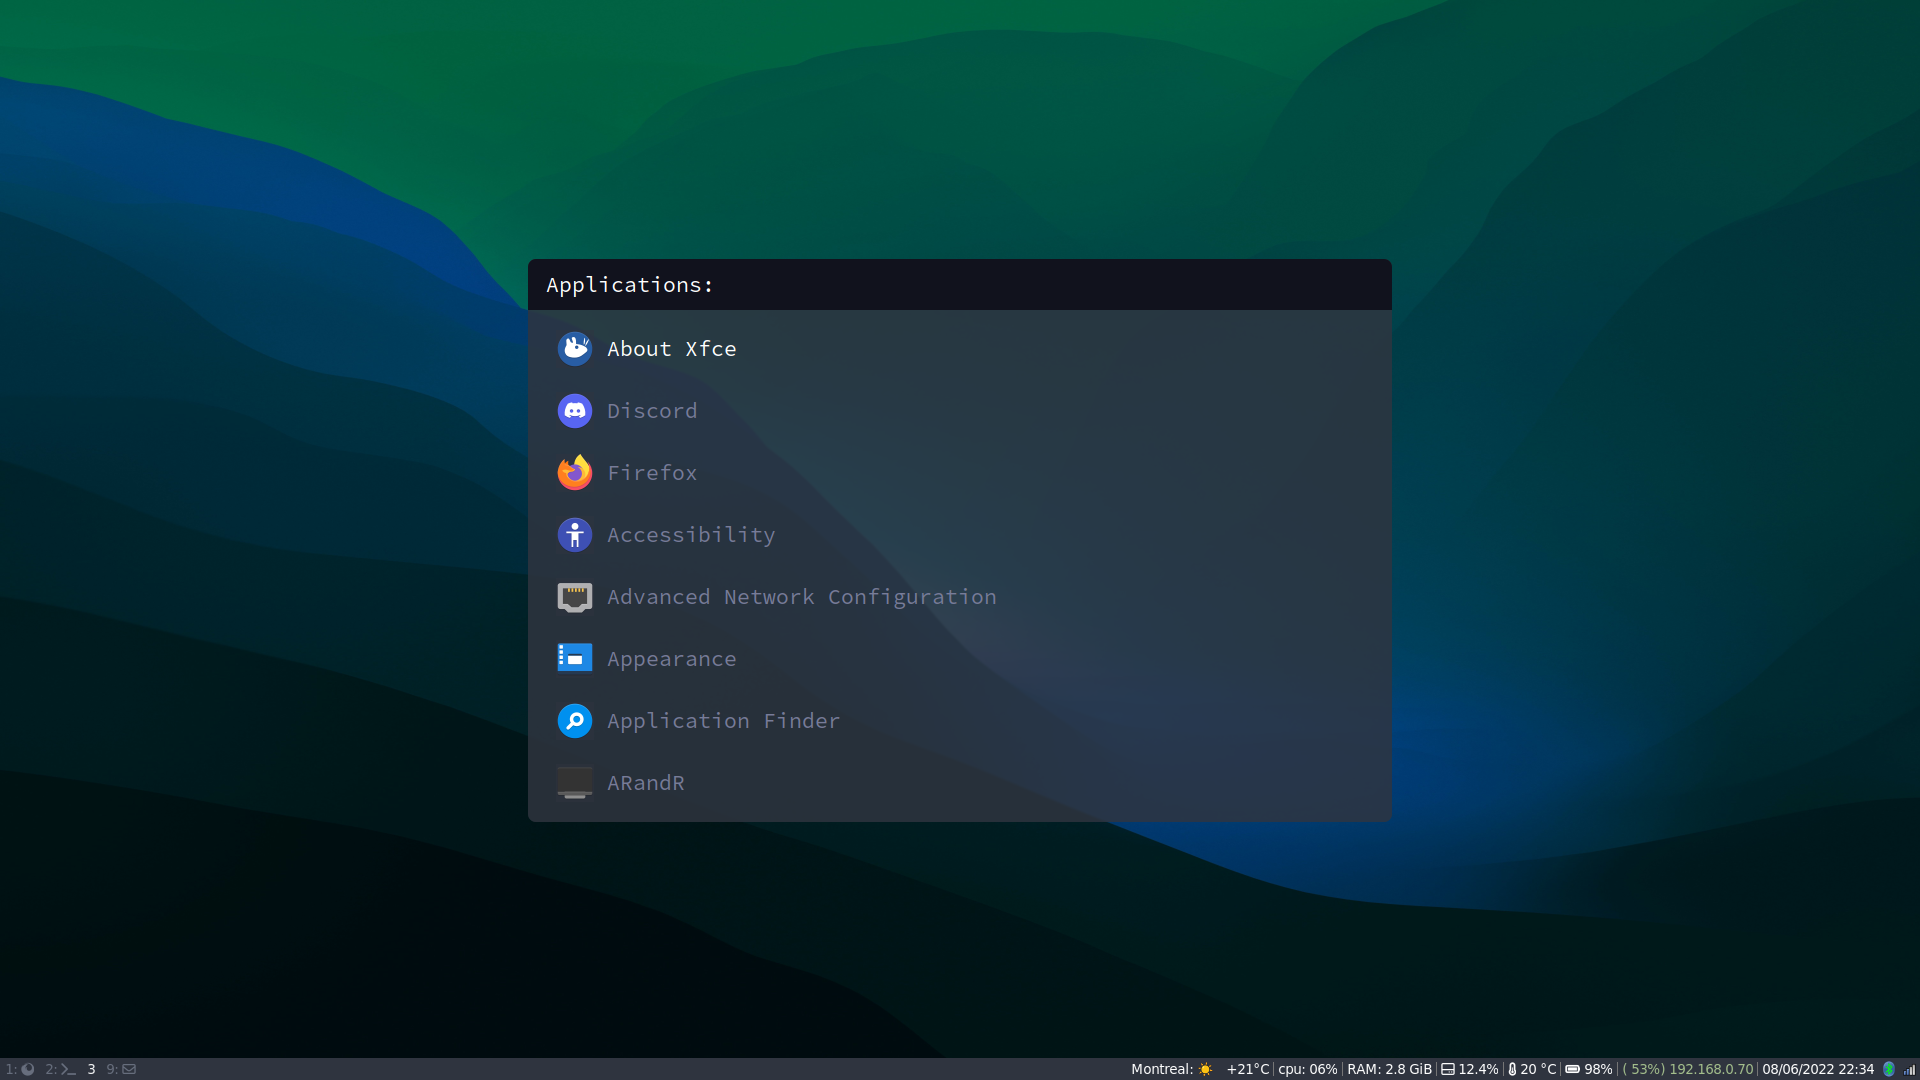 Applications:
About Xfce
Discord
Firefox
Accessibility
Advanced Network Configuration
Appearance
Application Finder
ARandR
1: 2: 3 9: Montreal: +21°C cpu: 06% RAM: 2.8 GiB 12.4% 20 °C 98% ( 53%) 192.168.0.70 08/06/2022 22:34